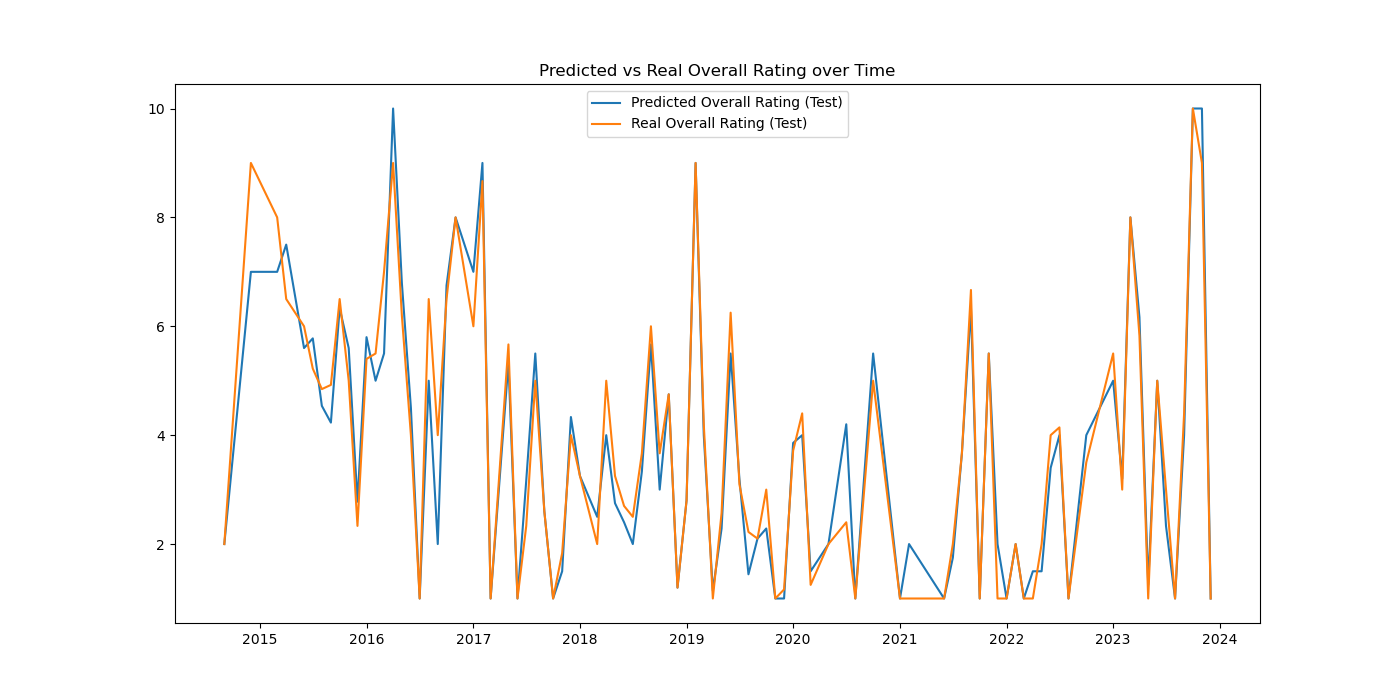 Predicted vs Real Overall Rating over Time
Predicted Overall Rating (Test)
Real Overall Rating (Test)
10
8
6
4
2
2015 2016 2017 2018 2019 2020 2021 2022 2023 2024